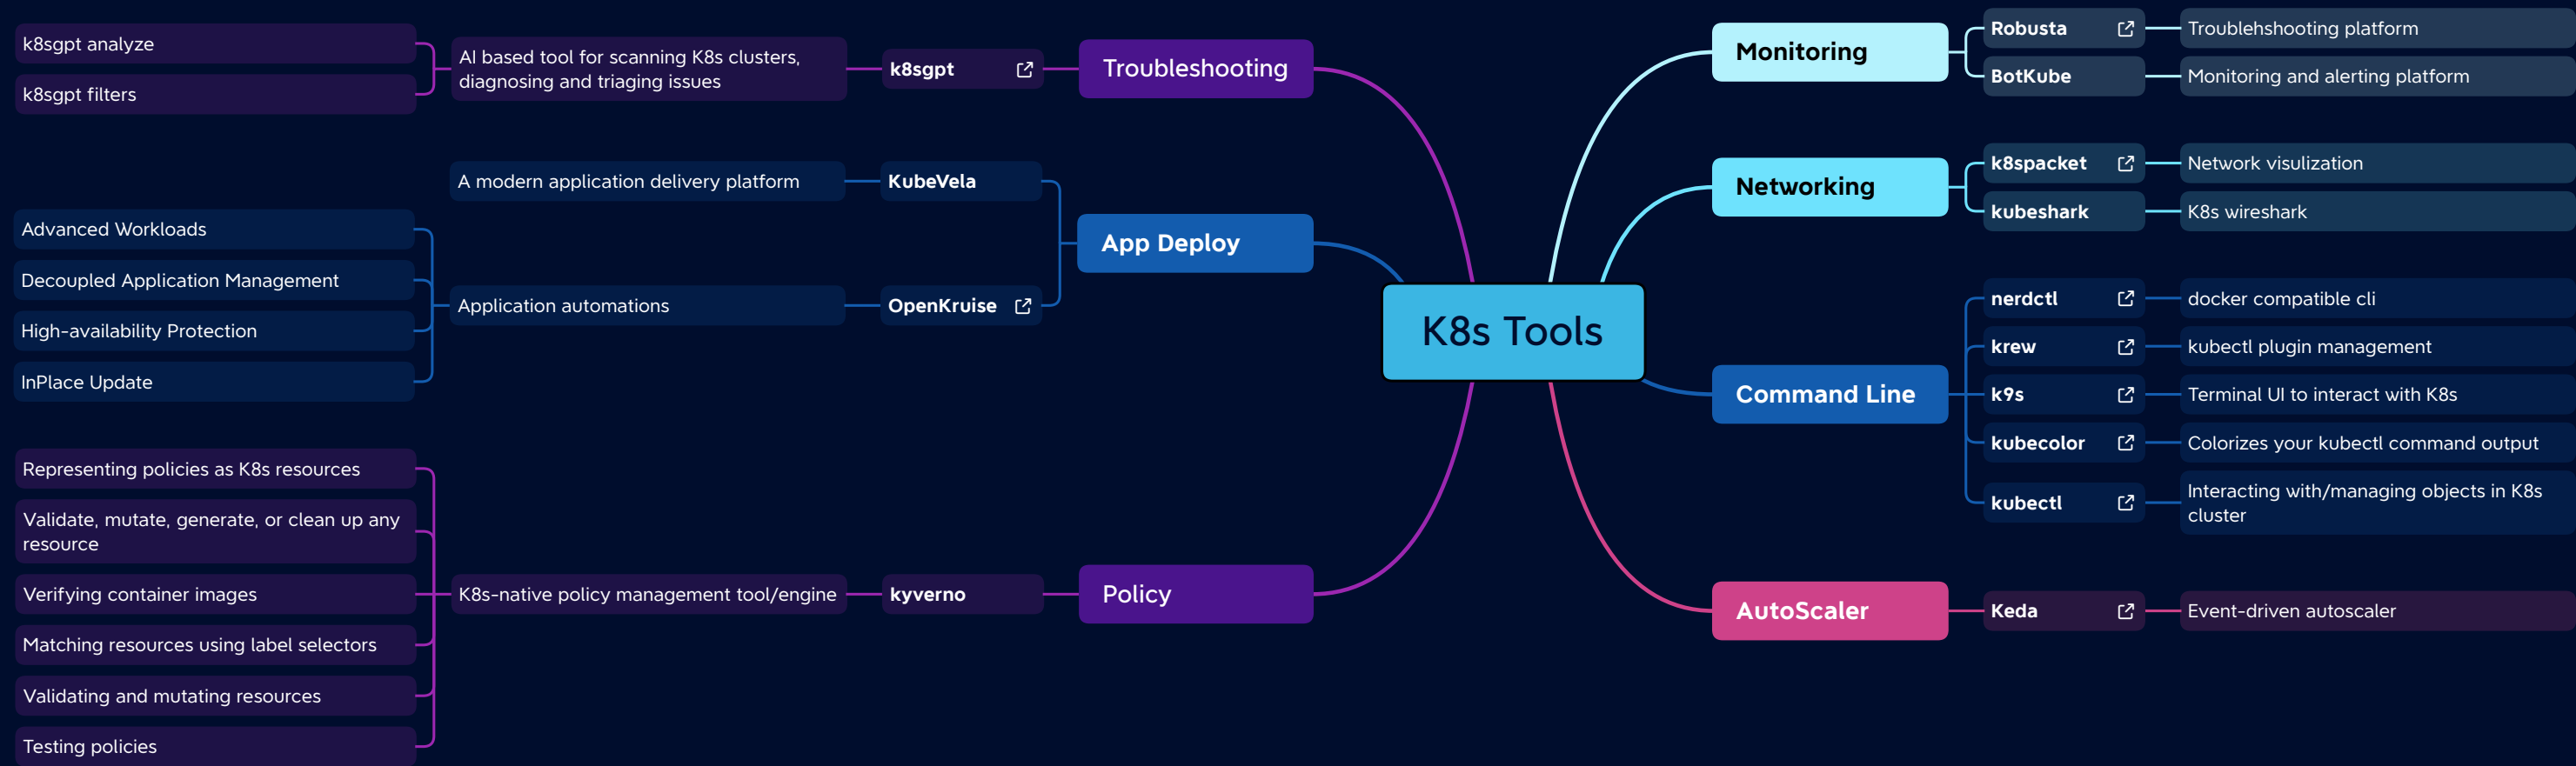 K8s Tools
Troubleshooting
k8sgpt
AI based tool for scanning K8s clusters,
diagnosing and triaging issues
k8sgpt analyze
k8sgpt filters
App Deploy
KubeVela
A modern application delivery platform
OpenKruise
Application automations
Advanced Workloads
Decoupled Application Management
High-availability Protection
InPlace Update
Policy
kyverno
K8s-native policy management tool/engine
Representing policies as K8s resources
Validate, mutate, generate, or clean up any
resource
Verifying container images
Matching resources using label selectors
Validating and mutating resources
Testing policies
Monitoring
Robusta
Troublehshooting platform
BotKube
Monitoring and alerting platform
Networking
k8spacket
Network visulization
kubeshark
K8s wireshark
Command Line
nerdctl
docker compatible cli
krew
kubectl plugin management
k9s
Terminal UI to interact with K8s
kubecolor
Colorizes your kubectl command output
kubectl
Interacting with/managing objects in K8s
cluster
AutoScaler
Keda
Event-driven autoscaler